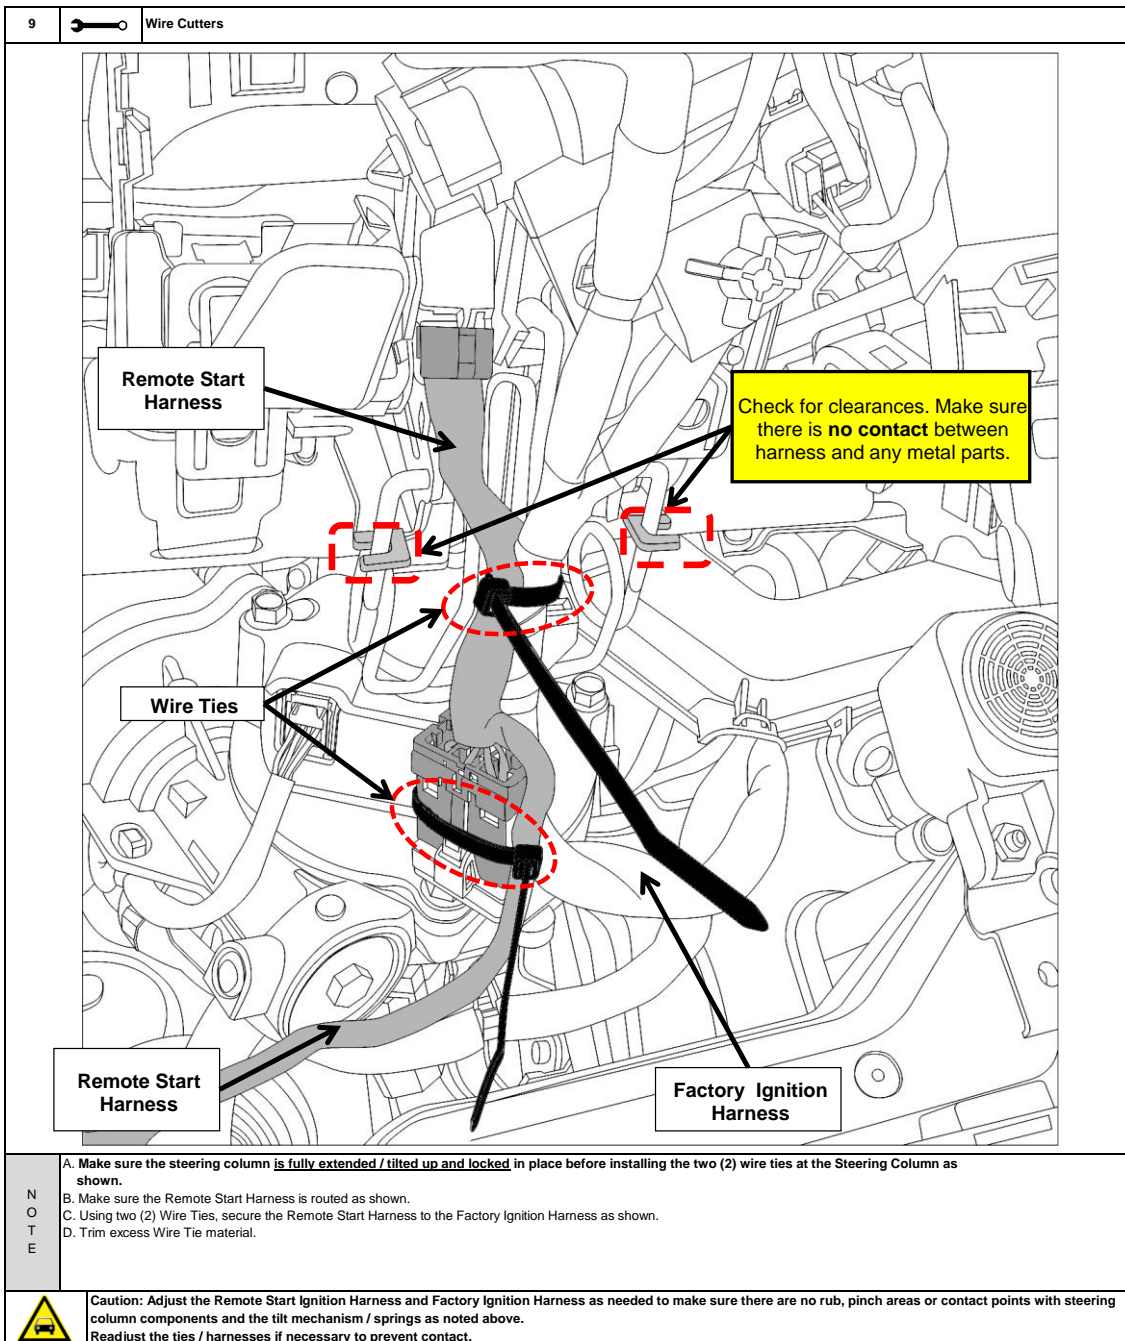 9
Wire Cutters
Remote Start
Harness
Check for clearances. Make sure
there is no contact between
harness and any metal parts.
Wire Ties
Remote Start
Harness
Factory Ignition
Harness
N
O
T
E
A. Make sure the steering column is fully extended / tilted up and locked in place before installing the two (2) wire ties at the Steering Column as
shown.
B. Make sure the Remote Start Harness is routed as shown.
C. Using two (2) Wire Ties, secure the Remote Start Harness to the Factory Ignition Harness as shown.
D. Trim excess Wire Tie material.
Caution: Adjust the Remote Start Ignition Harness and Factory Ignition Harness as needed to make sure there are no rub, pinch areas or contact points with steering
column components and the tilt mechanism / springs as noted above.
Readjust the ties / harnesses if necessary to prevent contact.